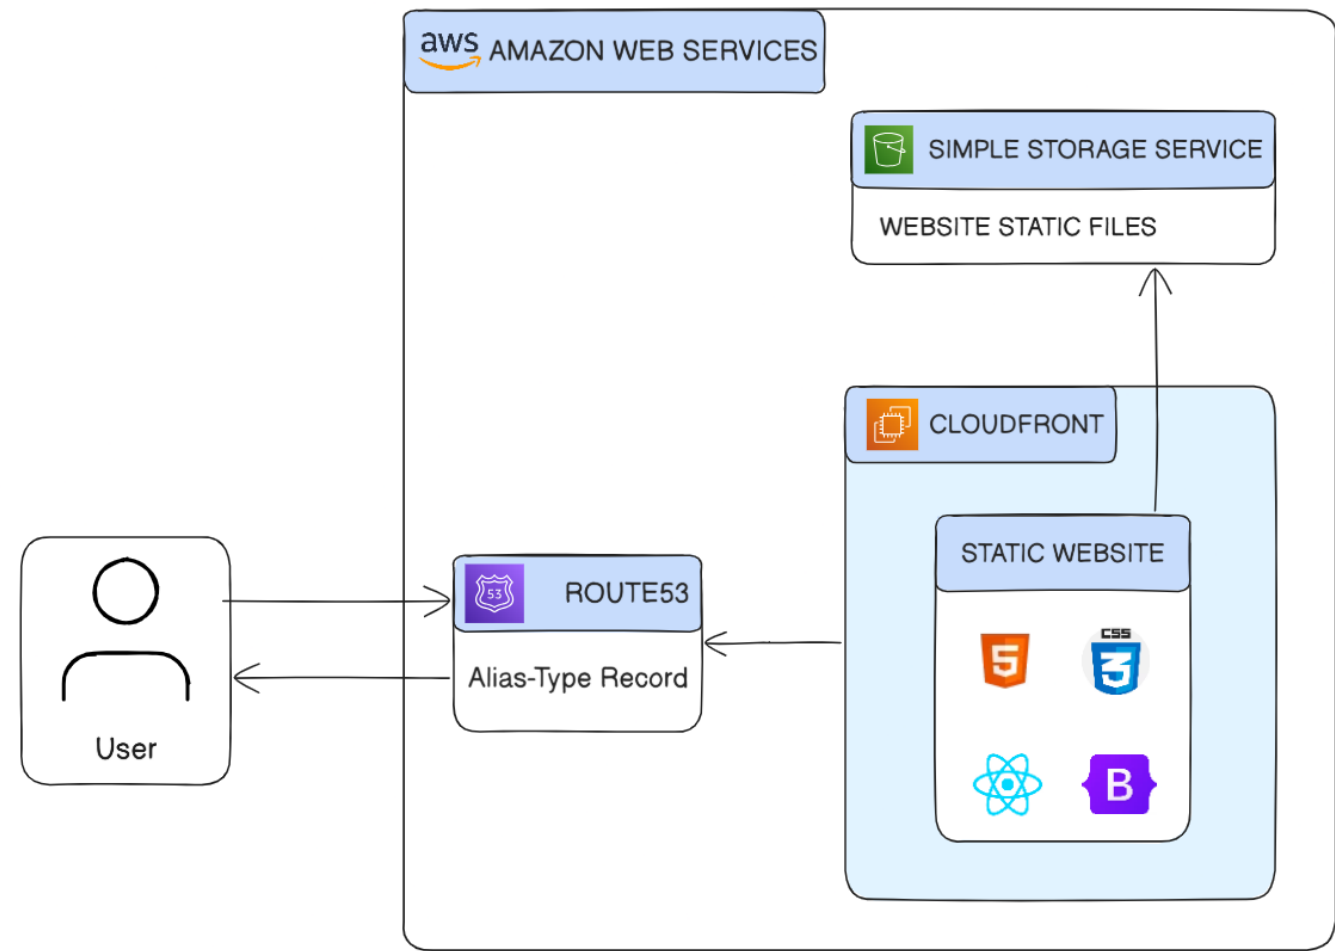 aws AMAZON WEB SERVICES
SIMPLE STORAGE SERVICE
WEBSITE STATIC FILES
CLOUDFRONT
STATIC WEBSITE
53 ROUTE53
Alias-Type Record
User
5
CSS
3
B